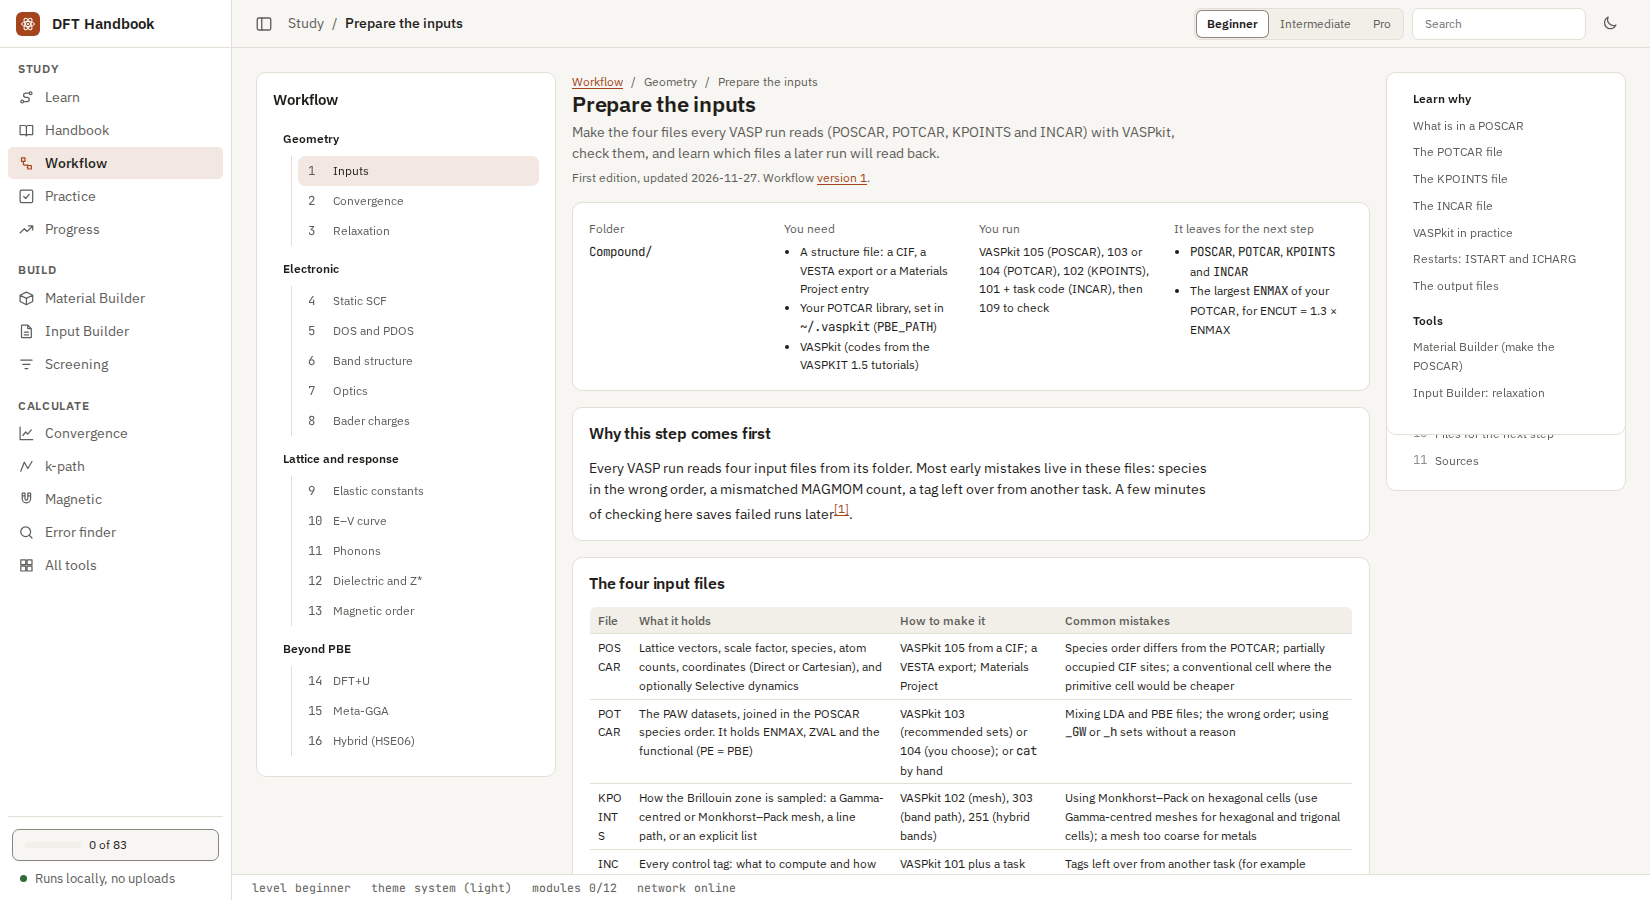 DFT Handbook
STUDY
Learn
Handbook
Workflow
Practice
Progress
BUILD
Material Builder
Input Builder
Screening
CALCULATE
Convergence
k-path
Magnetic
Error finder
All tools
0 of 83
Runs locally, no uploads
Study / Prepare the inputs
Beginner Intermediate Pro
Search
Workflow
Geometry
1 Inputs
2 Convergence
3 Relaxation
Electronic
4 Static SCF
5 DOS and PDOS
6 Band structure
7 Optics
8 Bader charges
Lattice and response
9 Elastic constants
10 E–V curve
11 Phonons
12 Dielectric and Z*
13 Magnetic order
Beyond PBE
14 DFT+U
15 Meta-GGA
16 Hybrid (HSE06)
Workflow / Geometry / Prepare the inputs
Prepare the inputs
Make the four files every VASP run reads (POSCAR, POTCAR, KPOINTS and INCAR) with VASPkit,
check them, and learn which files a later run will read back.
First edition, updated 2026-11-27. Workflow version 1.
Folder
Compound/
You need
• A structure file: a CIF, a
VESTA export or a Materials
Project entry
• Your POTCAR library, set in
~/.vaspkit (PBE_PATH)
• VASPkit (codes from the
VASPKIT 1.5 tutorials)
You run
VASPkit 105 (POSCAR), 103 or
104 (POTCAR), 102 (KPOINTS),
101 + task code (INCAR), then
109 to check
It leaves for the next step
• POSCAR, POTCAR, KPOINTS
and INCAR
• The largest ENMAX of your
POTCAR, for ENCUT = 1.3 ×
ENMAX
Why this step comes first
Every VASP run reads four input files from its folder. Most early mistakes live in these files: species
in the wrong order, a mismatched MAGMOM count, a tag left over from another task. A few minutes
of checking here saves failed runs later[1].
The four input files
File What it holds How to make it Common mistakes
POS
CAR
Lattice vectors, scale factor, species, atom
counts, coordinates (Direct or Cartesian), and
optionally Selective dynamics
VASPkit 105 from a CIF; a
VESTA export; Materials
Project
Species order differs from the POTCAR; partially
occupied CIF sites; a conventional cell where the
primitive cell would be cheaper
POT
CAR
The PAW datasets, joined in the POSCAR
species order. It holds ENMAX, ZVAL and the
functional (PE = PBE)
VASPkit 103
(recommended sets) or
104 (you choose); or cat
by hand
Mixing LDA and PBE files; the wrong order; using
_GW or _h sets without a reason
KPO
INT
S
How the Brillouin zone is sampled: a Gamma-
centred or Monkhorst–Pack mesh, a line
path, or an explicit list
VASPkit 102 (mesh), 303
(band path), 251 (hybrid
bands)
Using Monkhorst–Pack on hexagonal cells (use
Gamma-centred meshes for hexagonal and trigonal
cells); a mesh too coarse for metals
INC
Every control tag: what to compute and how
VASPkit 101 plus a task
Tags left over from another task (for example
Learn why
What is in a POSCAR
The POTCAR file
The KPOINTS file
The INCAR file
VASPkit in practice
Restarts: ISTART and ICHARG
The output files
Tools
Material Builder (make the
POSCAR)
Input Builder: relaxation
10 Files for the next step
11 Sources
level beginner theme system (light) modules 0/12 network online